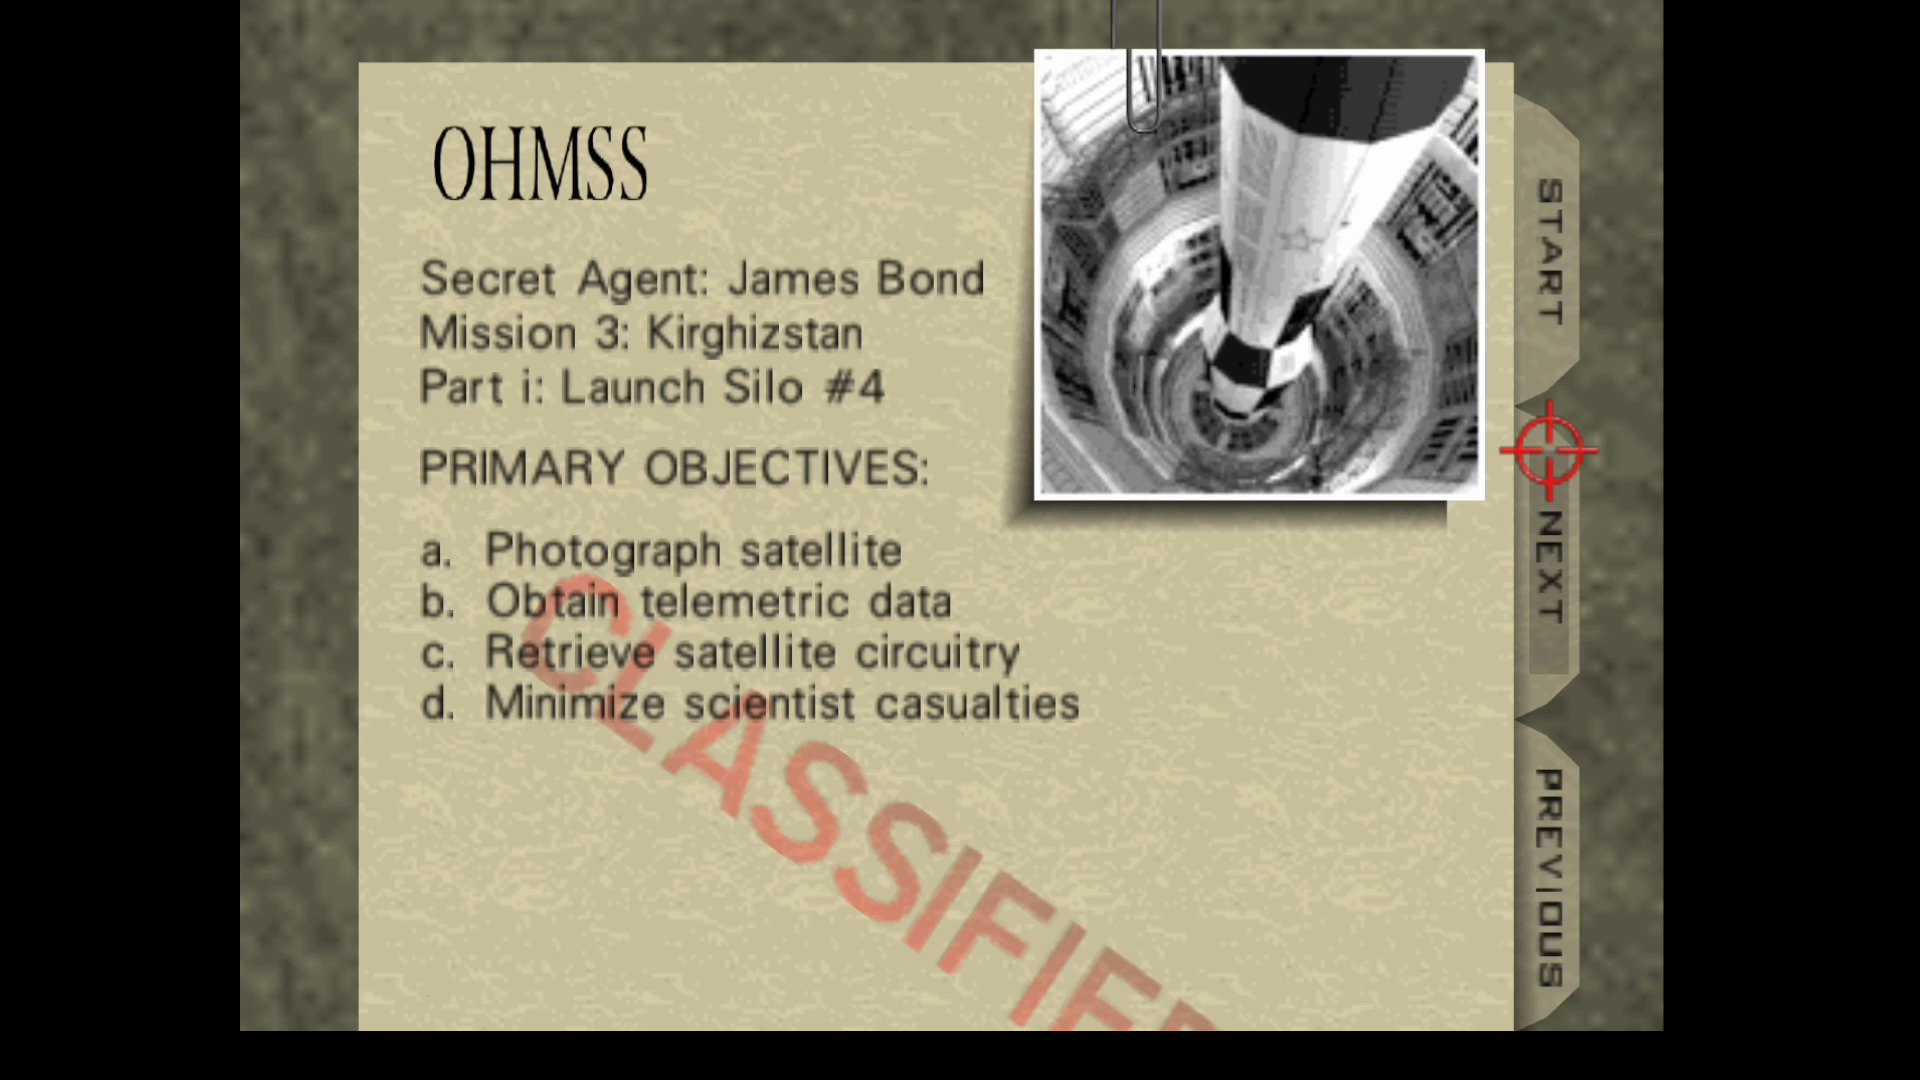 OHMSS
Secret Agent: James Bond
Mission 3: Kirghizstan
Part i: Launch Silo #4
PRIMARY OBJECTIVES:
a. Photograph satellite
b. Obtain telemetric data
c. Retrieve satellite circuitry
d. Minimize scientist casualties
CLASSIFIED
START
NEXT
PREVIOUS